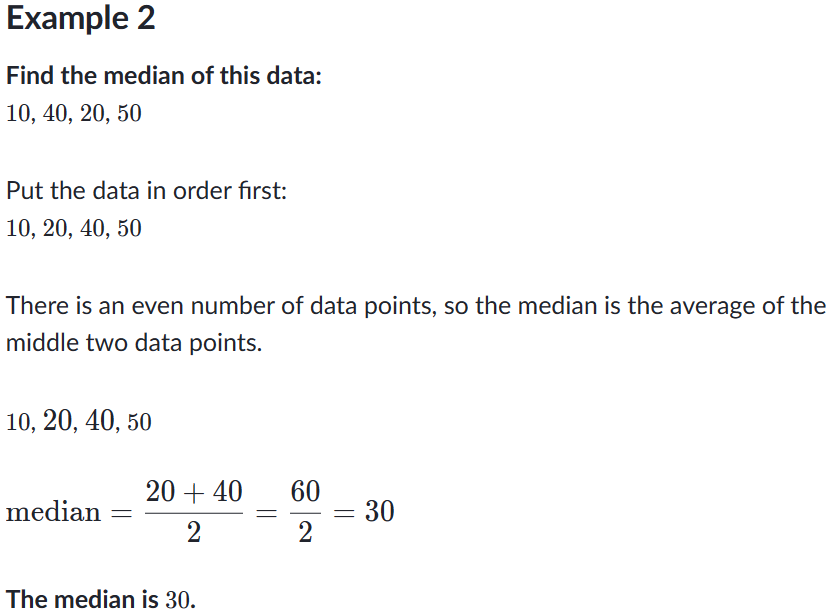 Example 2
Find the median of this data:
10, 40, 20, 50
Put the data in order first:
10, 20, 40, 50
There is an even number of data points, so the median is the average of the
middle two data points.
10, 20, 40, 50
median = \frac{20 + 40}{2} = \frac{60}{2} = 30
The median is 30.